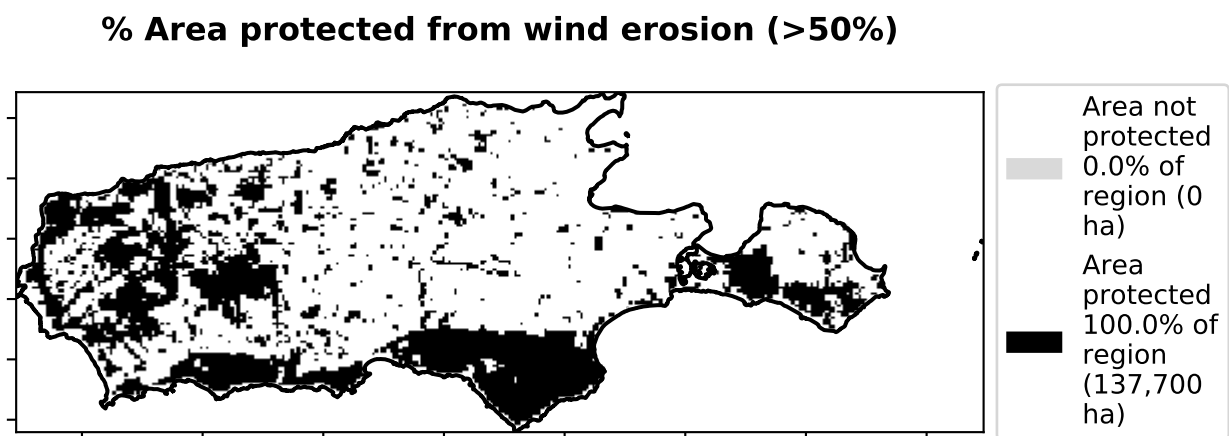 % Area protected from wind erosion (>50%)
Area not
protected
0.0% of
region (0
ha)
Area
protected
100.0% of
region
(137,700
ha)